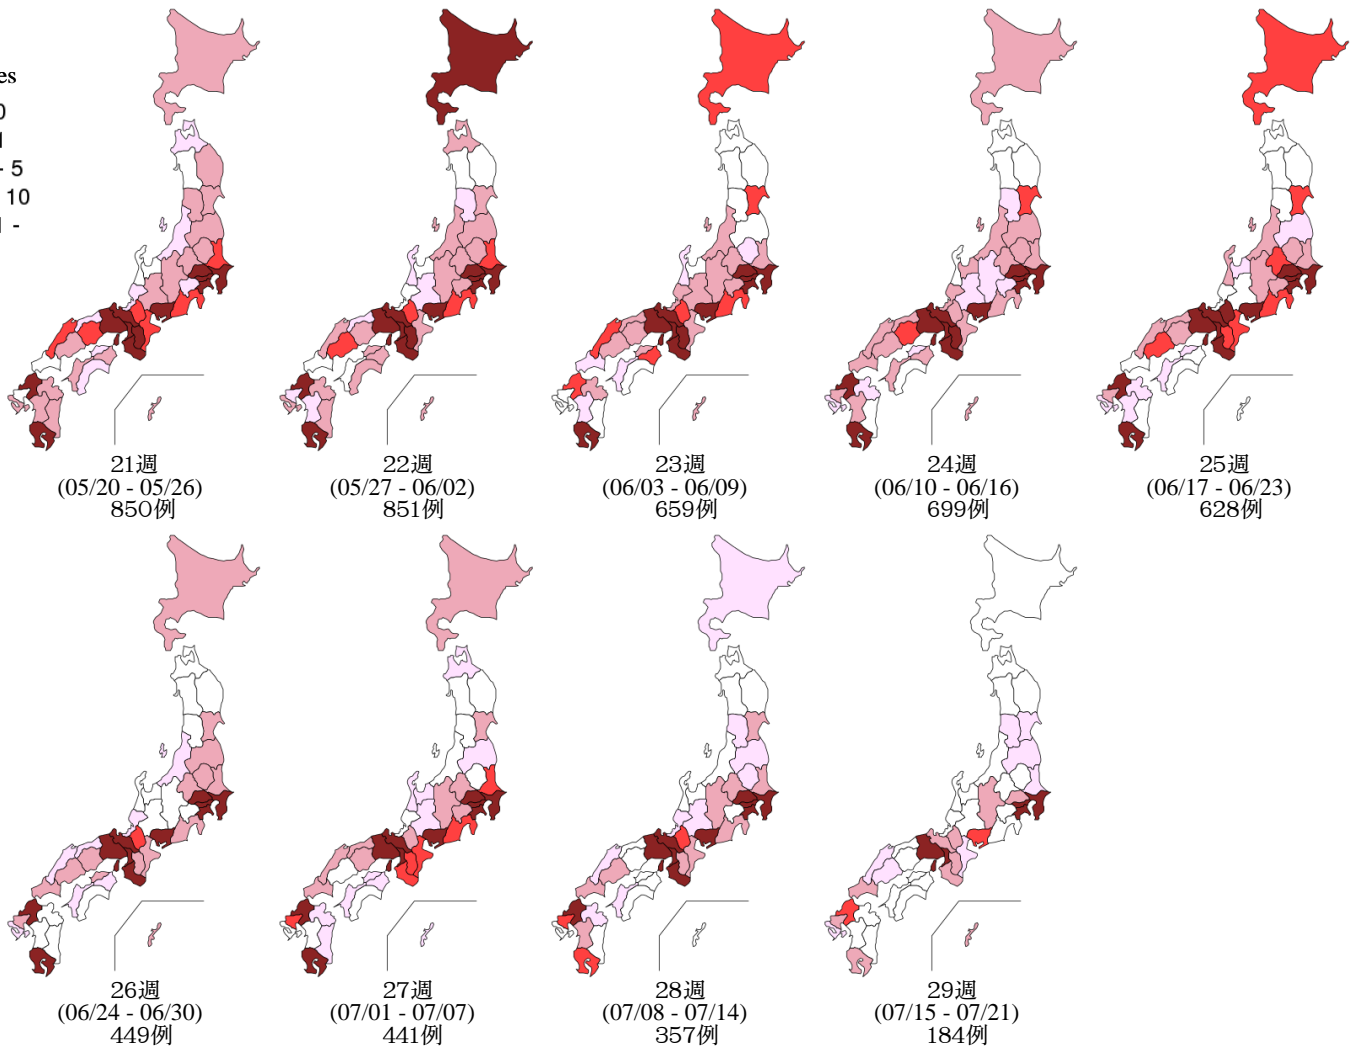 es
0
1
- 5
10
1 -
21週
(05/20 - 05/26)
850例
22週
(05/27 - 06/02)
851例
23週
(06/03 - 06/09)
659例
24週
(06/10 - 06/16)
699例
25週
(06/17 - 06/23)
628例
26週
(06/24 - 06/30)
449例
27週
(07/01 - 07/07)
441例
28週
(07/08 - 07/14)
357例
29週
(07/15 - 07/21)
184例